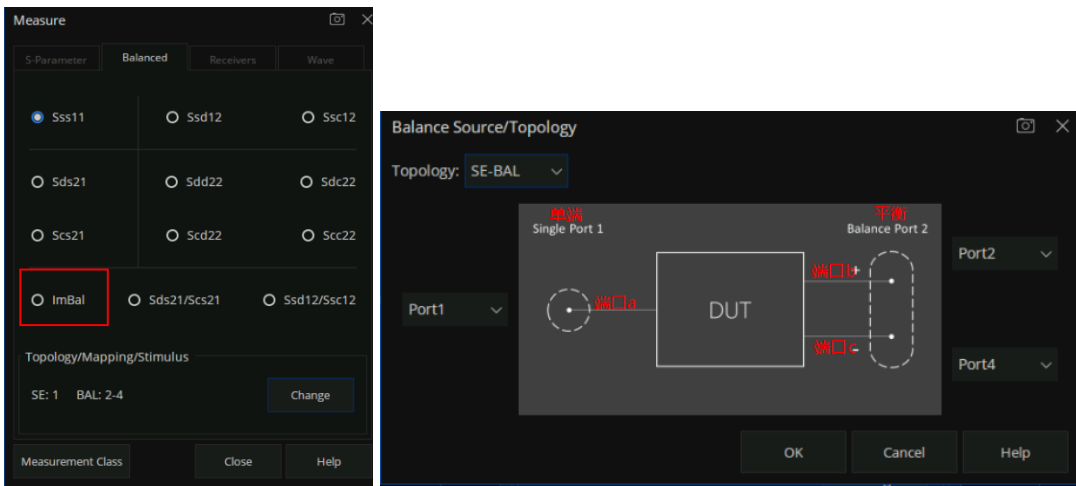 Measure
S-Parameter Balanced Receivers Wave
Sss11 Ssd12 Ssc12
Sds21 Sdd22 Sdc22
Scs21 Scd22 Scc22
ImBal Sds21/Scs21 Ssd12/Ssc12
Topology/Mapping/Stimulus
SE: 1 BAL: 2-4 Change
Measurement Class Close Help
Balance Source/Topology
Topology: SE-BAL
单端 平衡
Single Port 1 Balance Port 2
Port2
端口b+
Port1 端口a DUT
端口c-
Port4
OK Cancel Help